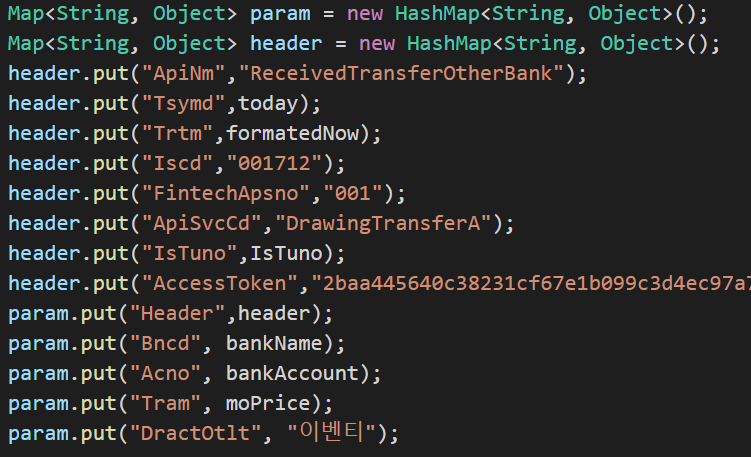 Map<String, Object> param = new HashMap<String, Object>();
Map<String, Object> header = new HashMap<String, Object>();
header.put("ApiNm","ReceivedTransferOtherBank");
header.put("Tsymd",today);
header.put("Trtm",formatedNow);
header.put("Iscd","001712");
header.put("FintechApsno","001");
header.put("ApiSvcCd","DrawingTransferA");
header.put("IsTuno",IsTuno);
header.put("AccessToken","2baa445640c38231cf67e1b099c3d4ec97a7
param.put("Header",header);
param.put("Bncd", bankName);
param.put("Acno", bankAccount);
param.put("Tram", moPrice);
param.put("DractOtlt", "이벤티");